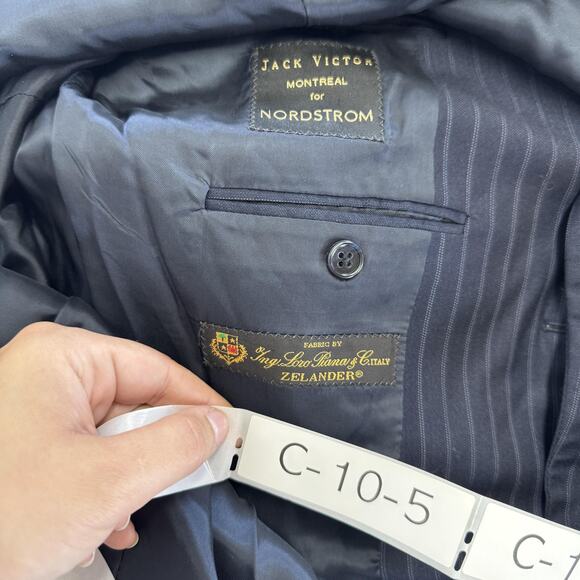 JACK VICTOR
MONTREAL
for
NORDSTROM
FABRIC BY
Ing. Loro Piana & C. ITALY
ZELANDER®
C-10-5
C-1